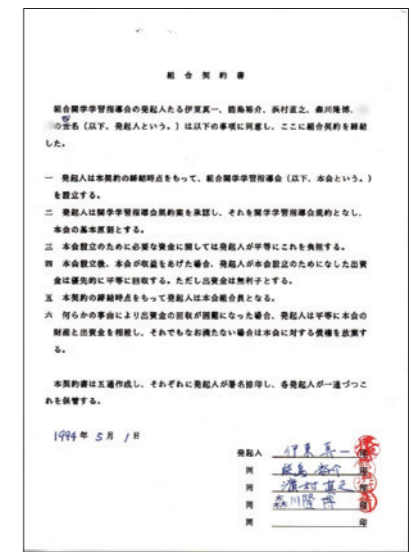 組 合 契 約 書
組合関学学習指導会の発起人たる伊東真一、能島裕介、浜村直之、森川隆博、
の五名（以下、発起人という。）は以下の事項に同意し、ここに組合契約を締結
した。
一 発起人は本契約の締結時点をもって、組合関学学習指導会（以下、本会という。）
を設立する。
二 発起人は関学学習指導会規約案を承認し、それを関学学習指導会規約となし、
本会の基本原則とする。
三 本会設立のために必要な資金に関しては発起人が平等にこれを負担する。
四 本会設立後、本会が収益をあげた場合、発起人が本会設立のためになした出資
金は優先的に平等に回収する。ただし出資金は無利子とする。
五 本契約の締結時点をもって発起人は本会組合員となる。
六 何らかの事由により出資金の回収が困難になった場合、発起人は平等に本会の
財産と出資金を相殺し、それでもなお満たない場合は本会に対する債権を放棄す
る。
本契約書は五通作成し、それぞれに発起人が署名捺印し、各発起人が一通づつこ
れを保管する。
1994年 5月 1日
発起人 伊東真一 印
同 能島裕介 印
同 濱村直之 印
同 森川隆博 印
同 印